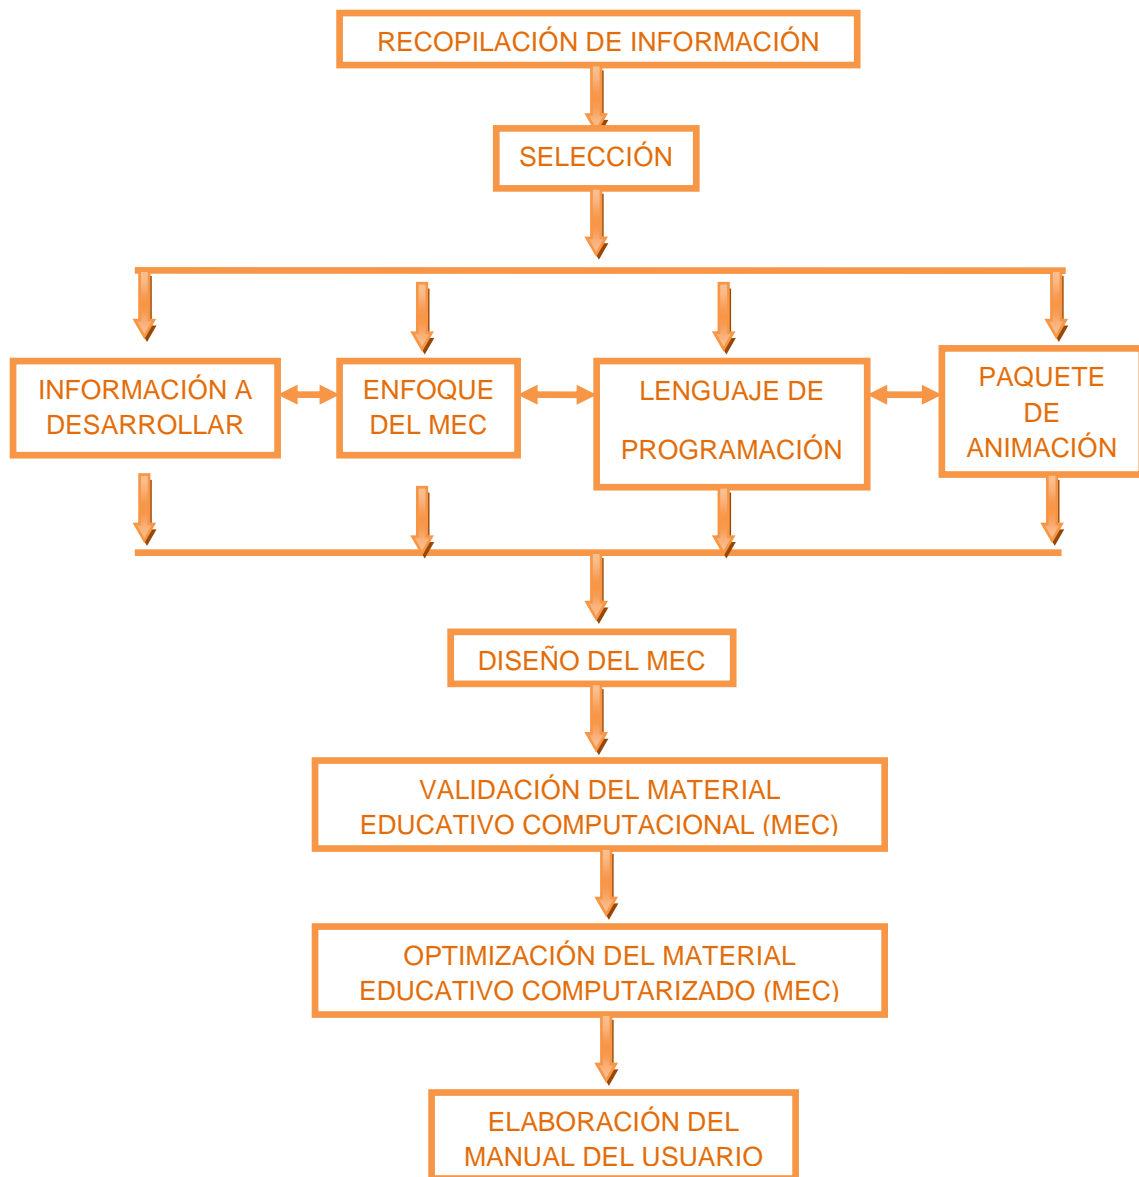 RECOPILACIÓN DE INFORMACIÓN
SELECCIÓN
INFORMACIÓN A
DESARROLLAR
ENFOQUE
DEL MEC
LENGUAJE DE
PROGRAMACIÓN
PAQUETE
DE
ANIMACIÓN
DISEÑO DEL MEC
VALIDACIÓN DEL MATERIAL
EDUCATIVO COMPUTACIONAL (MEC)
OPTIMIZACIÓN DEL MATERIAL
EDUCATIVO COMPUTARIZADO (MEC)
ELABORACIÓN DEL
MANUAL DEL USUARIO